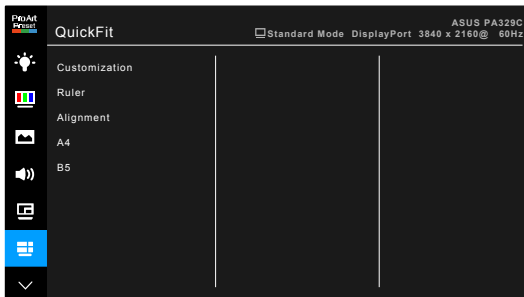 ProArt
Preset
QuickFit
ASUS PA329C
Standard Mode DisplayPort 3840 x 2160@ 60Hz
Customization
Ruler
Alignment
A4
B5